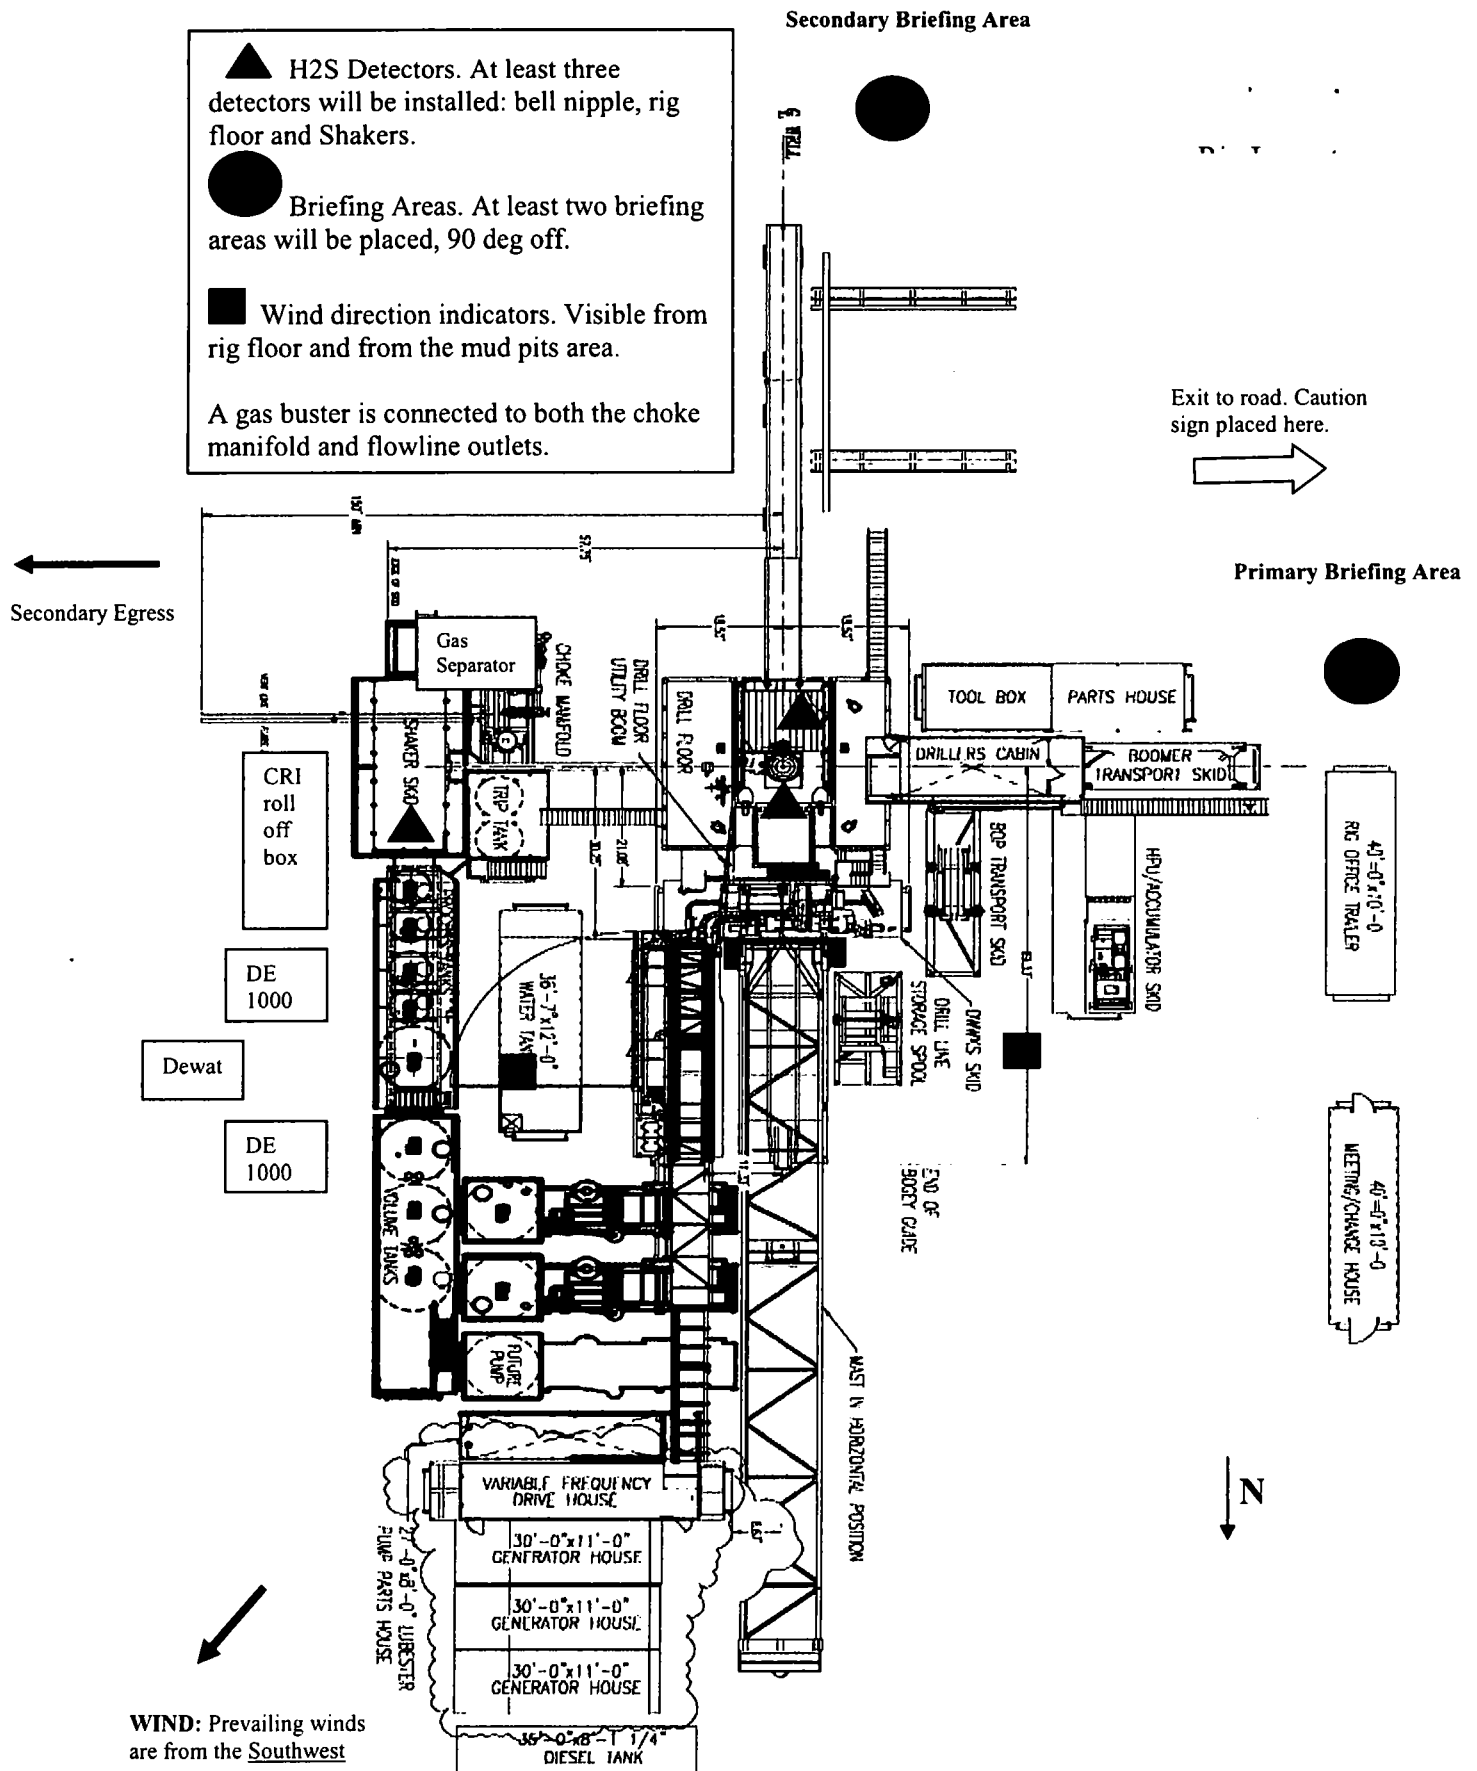 Secondary Briefing Area
H2S Detectors. At least three
detectors will be installed: bell nipple, rig
floor and Shakers.
Briefing Areas. At least two briefing
areas will be placed, 90 deg off.
Wind direction indicators. Visible from
rig floor and from the mud pits area.
A gas buster is connected to both the choke
manifold and flowline outlets.
Exit to road. Caution
sign placed here.
Secondary Egress
Primary Briefing Area
52.75'
Gas
Separator
CHOKE MANIFOLD
DRILL FLOOR
UTILITY BOOM
DRILL FLOOR
TOOL BOX
PARTS HOUSE
SHAKER SKID
DRILLERS CABIN
BOOMER
TRANSPORT SKID
CRI
roll
off
box
TRIP TANK
BOP TRANSPORT SKID
HPU/ACCUMULATOR SKID
RIG OFFICE TRAILER
DE
1000
36'-7"x12'-0"
WATER TANK
DRILL LINE
STORAGE SPOOL
DWKS SKID
Dewat
DE
1000
VOLUME TANKS
END OF
BOGEY GUIDE
MEETING/CHANGE HOUSE
FUTURE
PUMP
MAST IN HORIZONTAL POSITION
VARIABLE FREQUENCY
DRIVE HOUSE
N
30'-0"x11'-0"
GENERATOR HOUSE
27'-0"x8'-0" LUBESTER
PUMP PARTS HOUSE
30'-0"x11'-0"
GENERATOR HOUSE
30'-0"x11'-0"
GENERATOR HOUSE
WIND: Prevailing winds
are from the Southwest
DIESEL TANK